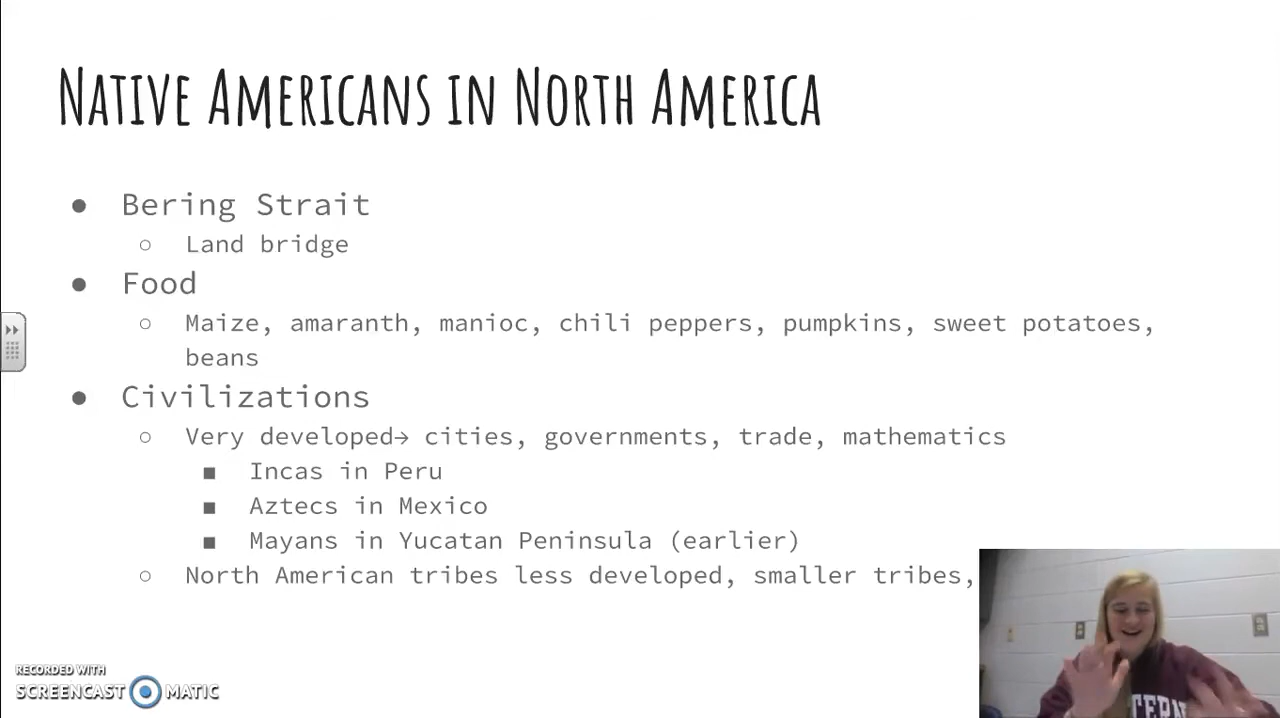 Native Americans in North America
● Bering Strait
○ Land bridge
● Food
○ Maize, amaranth, manioc, chili peppers, pumpkins, sweet potatoes,
beans
● Civilizations
○ Very developed→ cities, governments, trade, mathematics
■ Incas in Peru
■ Aztecs in Mexico
■ Mayans in Yucatan Peninsula (earlier)
○ North American tribes less developed, smaller tribes,
RECORDED WITH
SCREENCAST MATIC